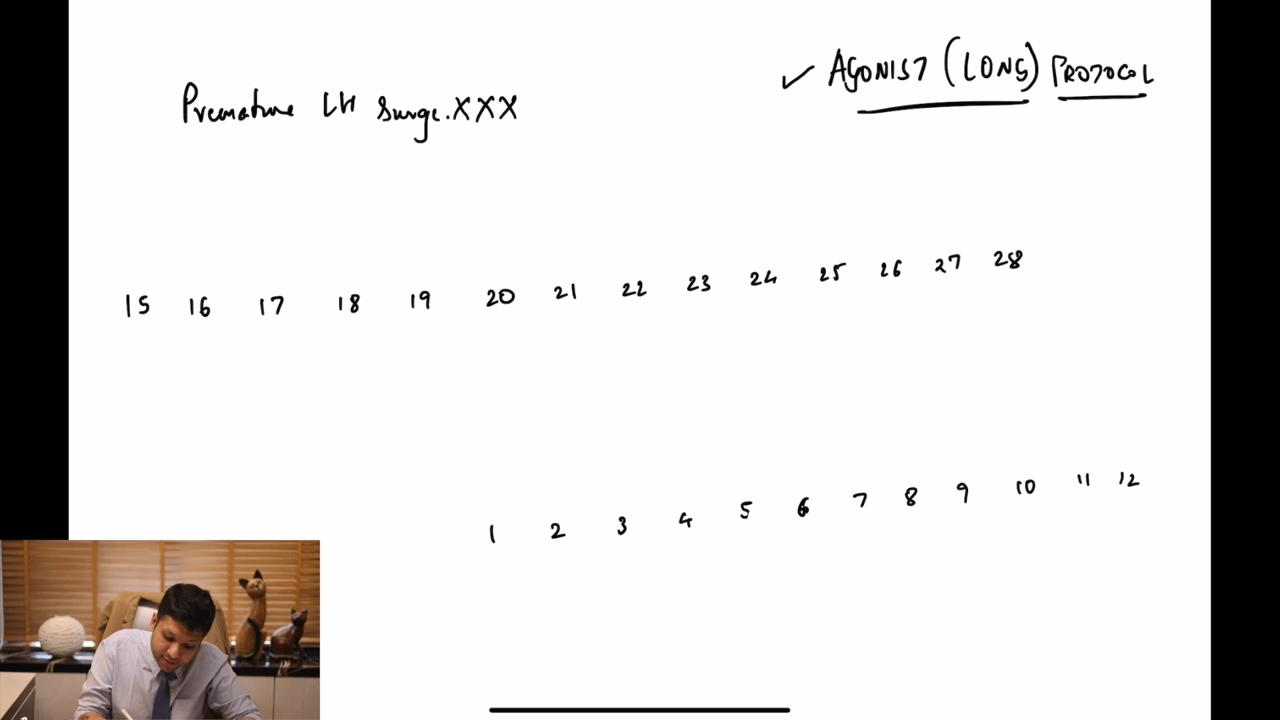 ✓ AGONIST (LONG) PROTOCOL
Premature LH Surge.XXX
15 16 17 18 19 20 21 22 23 24 25 26 27 28
1 2 3 4 5 6 7 8 9 10 11 12